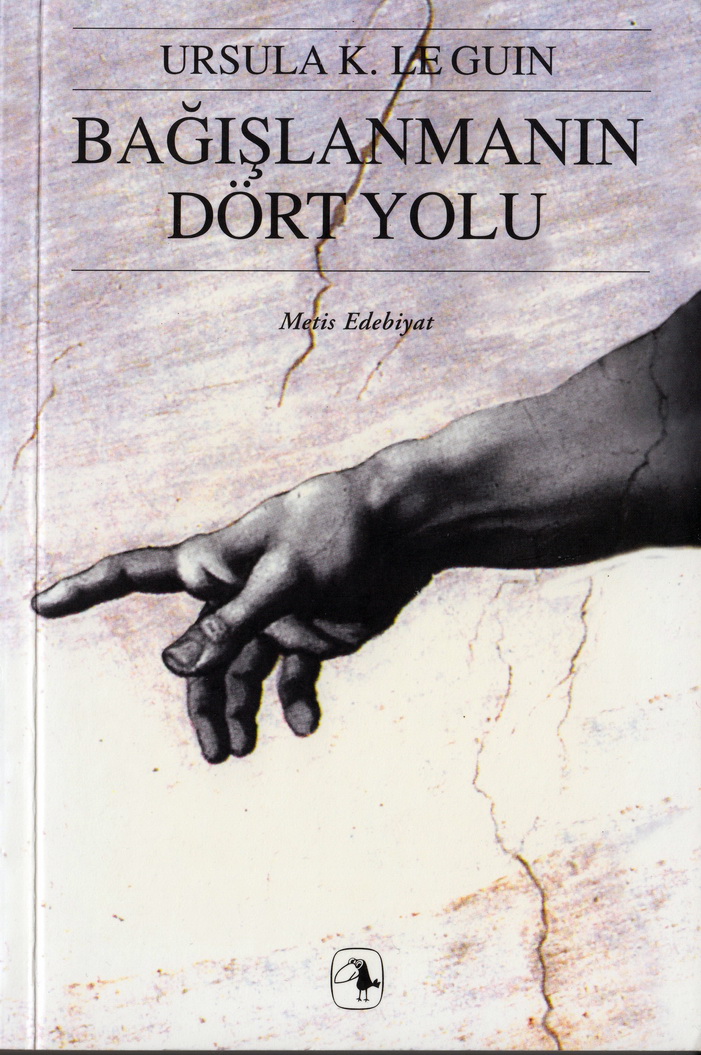 URSULA K. LE GUIN
BAĞIŞLANMANIN
DÖRT YOLU
Metis Edebiyat